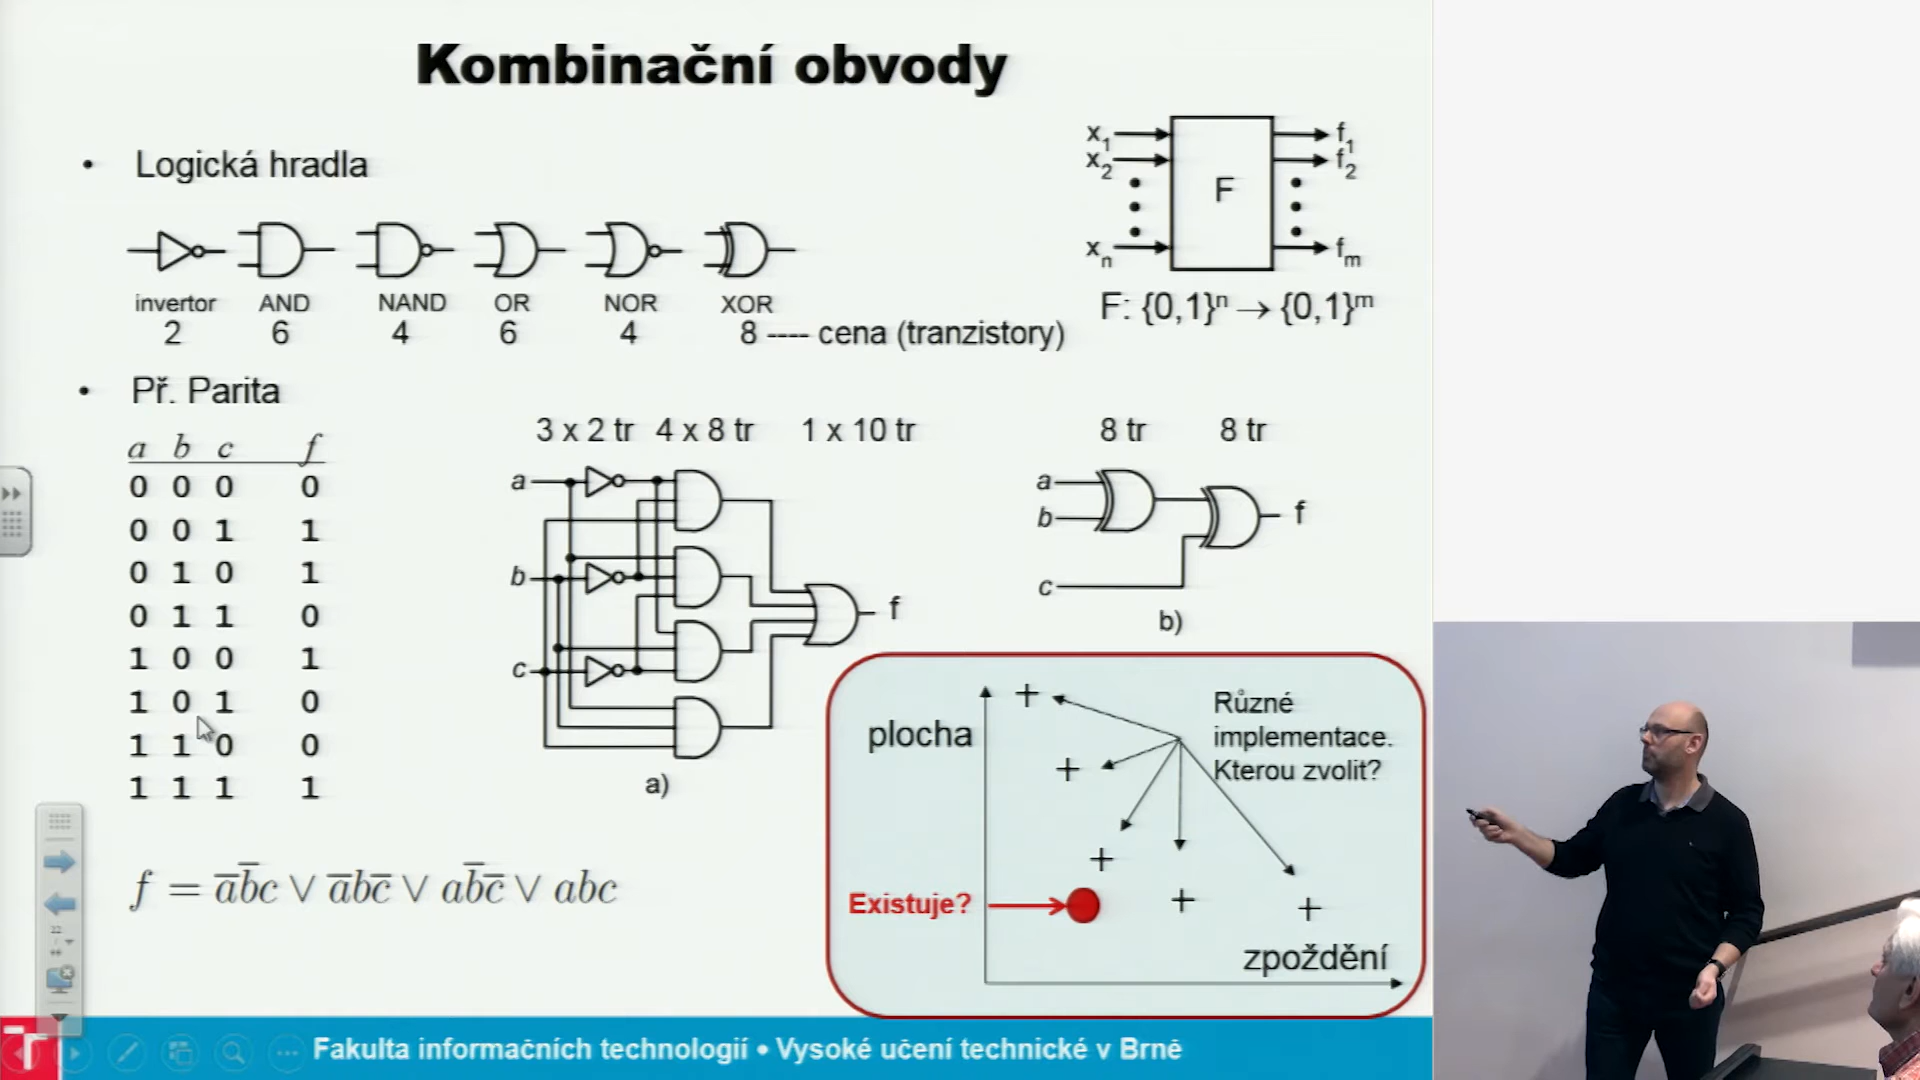 Kombinační obvody
• Logická hradla
invertor AND NAND OR NOR XOR
2 6 4 6 4 8 ---- cena (tranzistory)
x1 f1
x2 F f2
xn fm
F: {0,1}ⁿ → {0,1}ᵐ
• Př. Parita
a b c f
0 0 0 0
0 0 1 1
0 1 0 1
0 1 1 0
1 0 0 1
1 0 1 0
1 1 0 0
1 1 1 1
f = a̅b̅c ∨ a̅bc̅ ∨ ab̅c̅ ∨ abc
3 x 2 tr 4 x 8 tr 1 x 10 tr
a
b
f
c
a)
8 tr 8 tr
a
b
f
c
b)
plocha
Různé
implementace.
Kterou zvolit?
Existuje?
zpoždění
Fakulta informačních technologií • Vysoké učení technické v Brně